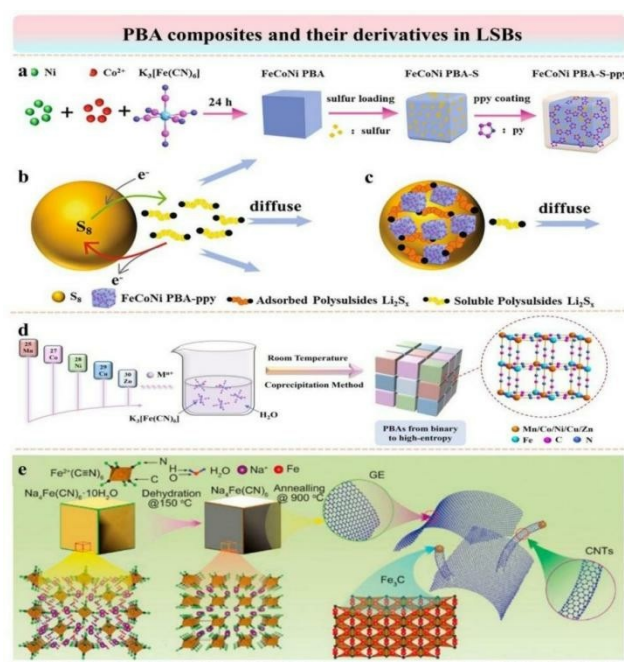 PBA composites and their derivatives in LSBs
a
Ni
Co²⁺
K₃[Fe(CN)₆]
24 h
FeCoNi PBA
sulfur loading
: sulfur
FeCoNi PBA-S
ppy coating
: py
FeCoNi PBA-S-ppy
b
e⁻
S₈
e⁻
diffuse
c
diffuse
S₈
FeCoNi PBA-ppy
Adsorbed Polysulsides Li2Sₓ
Soluble Polysulsides Li2Sₓ
d
25
Mn
27
Co
28
Ni
29
Cu
30
Zn
Mⁿ⁺
K₃[Fe(CN)₆]
H₂O
Room Temperature
Coprecipitation Method
PBAs from binary
to high-entropy
Mn/Co/Ni/Cu/Zn
Fe
C
N
e
Fe²⁺(C≡N)₆
N
C
H
O
H₂O
Na⁺
Fe
Na₄Fe(CN)₆·10H₂O
Dehydration
@150 °C
Na₄Fe(CN)₆
Annealling
@ 900 °C
GE
Fe₃C
CNTs